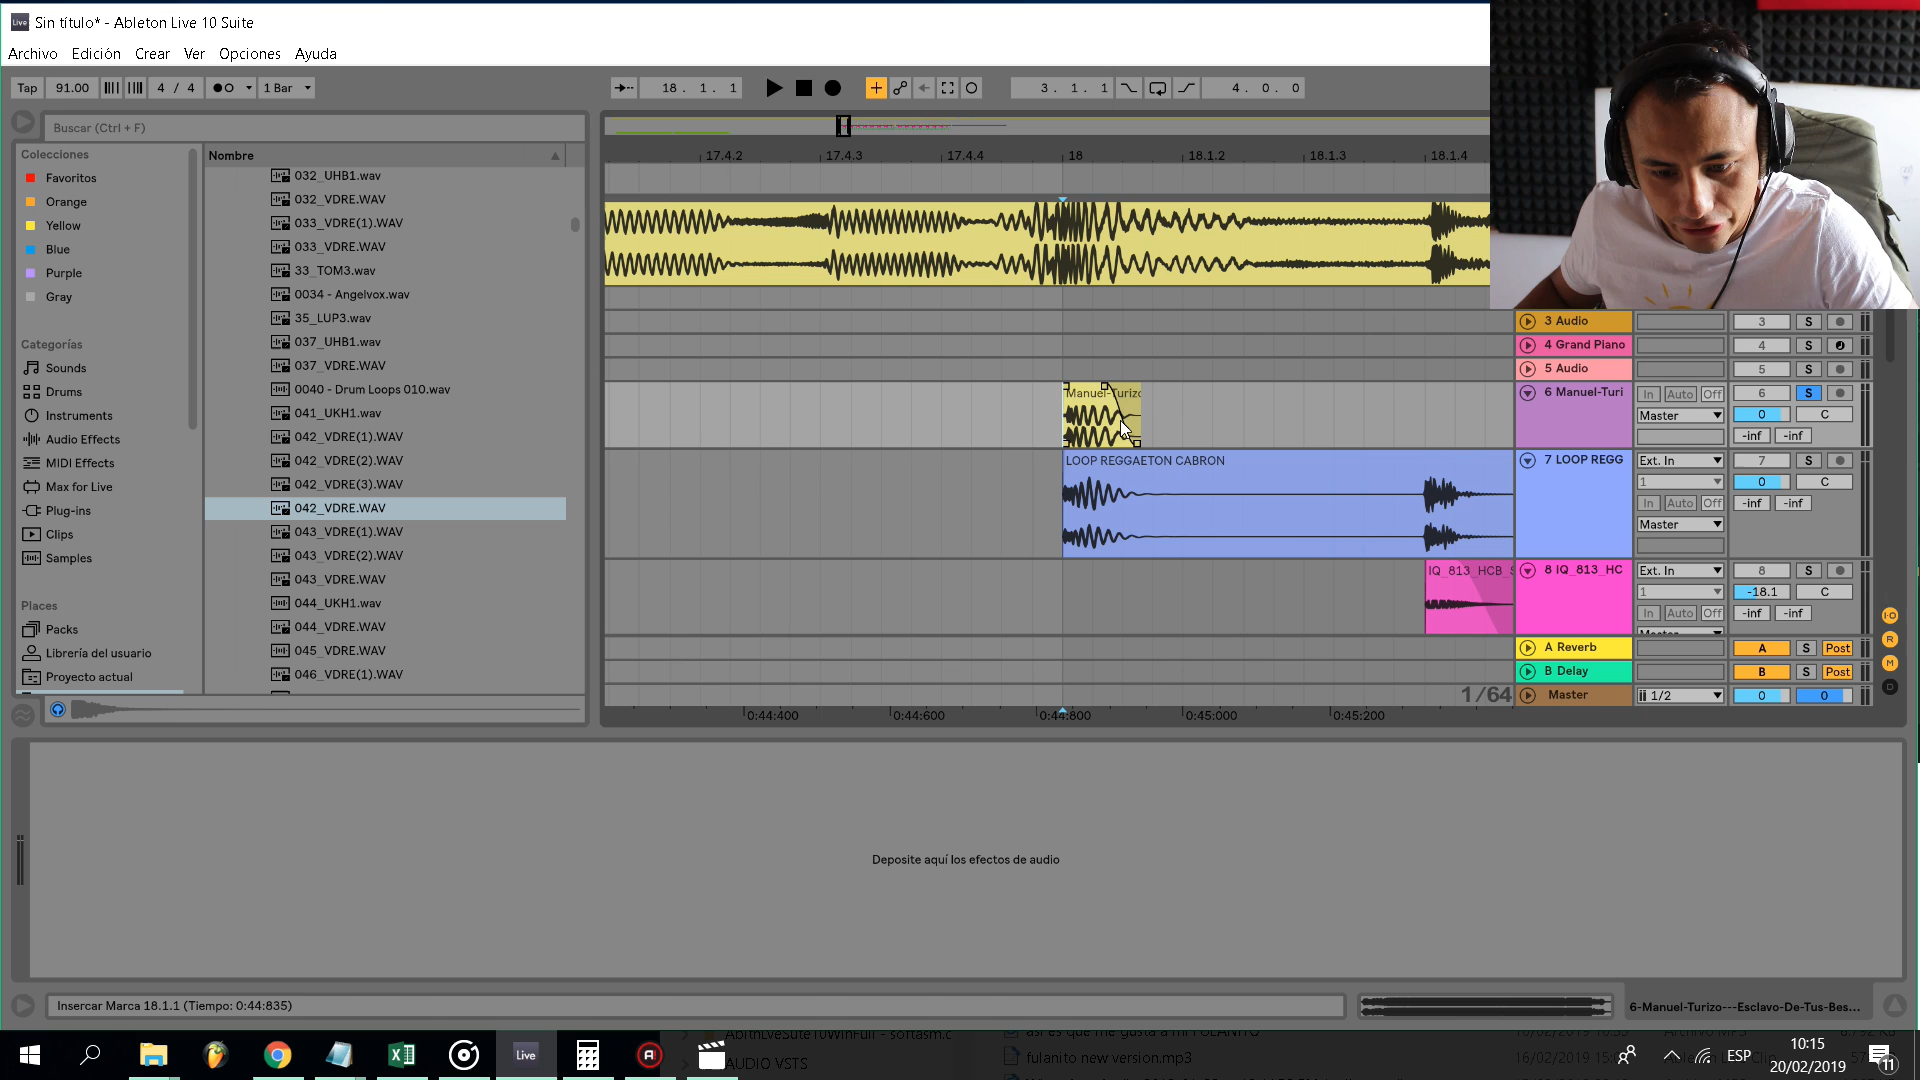 Live Sin título* - Ableton Live 10 Suite
Archivo Edición Crear Ver Opciones Ayuda
Tap 91.00 4 / 4 1 Bar 18. 1. 1 3. 1. 1 4. 0. 0
Buscar (Ctrl + F)
Colecciones
Favoritos
Orange
Yellow
Blue
Purple
Gray
Categorías
Sounds
Drums
Instruments
Audio Effects
MIDI Effects
Max for Live
Plug-ins
Clips
Samples
Places
Packs
Librería del usuario
Proyecto actual
Nombre
032_UHB1.wav
032_VDRE.WAV
033_VDRE(1).WAV
033_VDRE.WAV
33_TOM3.wav
0034 - Angelvox.wav
35_LUP3.wav
037_UHB1.wav
037_VDRE.WAV
0040 - Drum Loops 010.wav
041_UKH1.wav
042_VDRE(1).WAV
042_VDRE(2).WAV
042_VDRE(3).WAV
042_VDRE.WAV
043_VDRE(1).WAV
043_VDRE(2).WAV
043_VDRE.WAV
044_UKH1.wav
044_VDRE.WAV
045_VDRE.WAV
046_VDRE(1).WAV
17.4.2 17.4.3 17.4.4 18 18.1.2 18.1.3 18.1.4
3 Audio 3 S
4 Grand Piano 4 S
5 Audio 5 S
Manuel-Turizo
6 Manuel-Turi In Auto Off 6 S
Master 0 C
-inf -inf
LOOP REGGAETON CABRON
7 LOOP REGG Ext. In 7 S
1 0 C
In Auto Off -inf -inf
Master
IQ_813_HCB_S
8 IQ_813_HC Ext. In 8 S
1 -18.1 C
In Auto Off -inf -inf
Master
A Reverb A S Post
B Delay B S Post
1/64 Master 1/2 0 0
I·O
R
M
D
0:44:400 0:44:600 0:44:800 0:45:000 0:45:200
Deposite aquí los efectos de audio
Insercar Marca 18.1.1 (Tiempo: 0:44:835)
6-Manuel-Turizo---Esclavo-De-Tus-Bes...
AUDIO VSTS
fulanito new version.mp3
16/02/2019
Live
ESP
10:15
20/02/2019
11